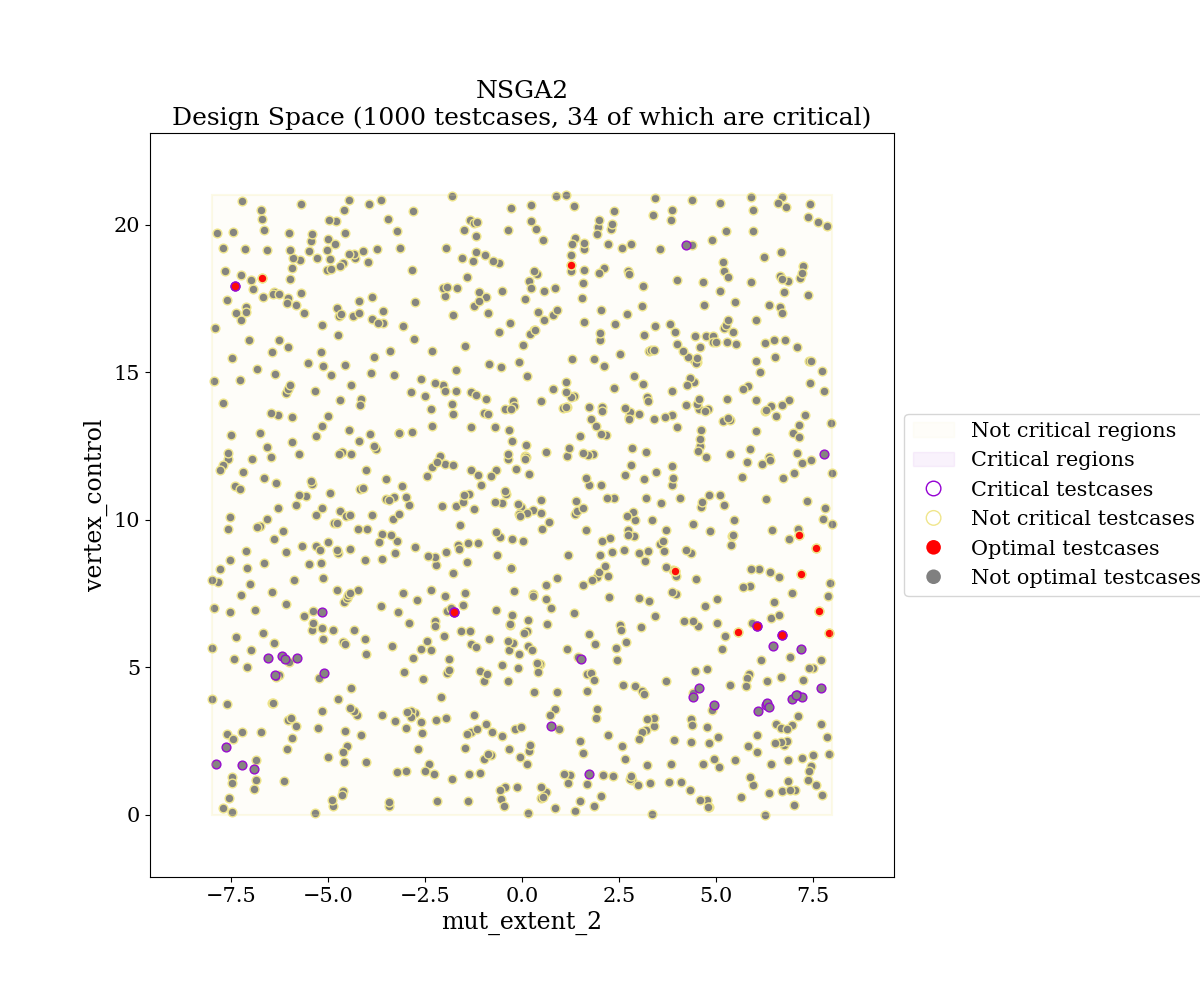 NSGA2
Design Space (1000 testcases, 34 of which are critical)
20
15
10
5
0
vertex_control
−7.5
−5.0
−2.5
0.0
2.5
5.0
7.5
mut_extent_2
Not critical regions
Critical regions
Critical testcases
Not critical testcases
Optimal testcases
Not optimal testcases